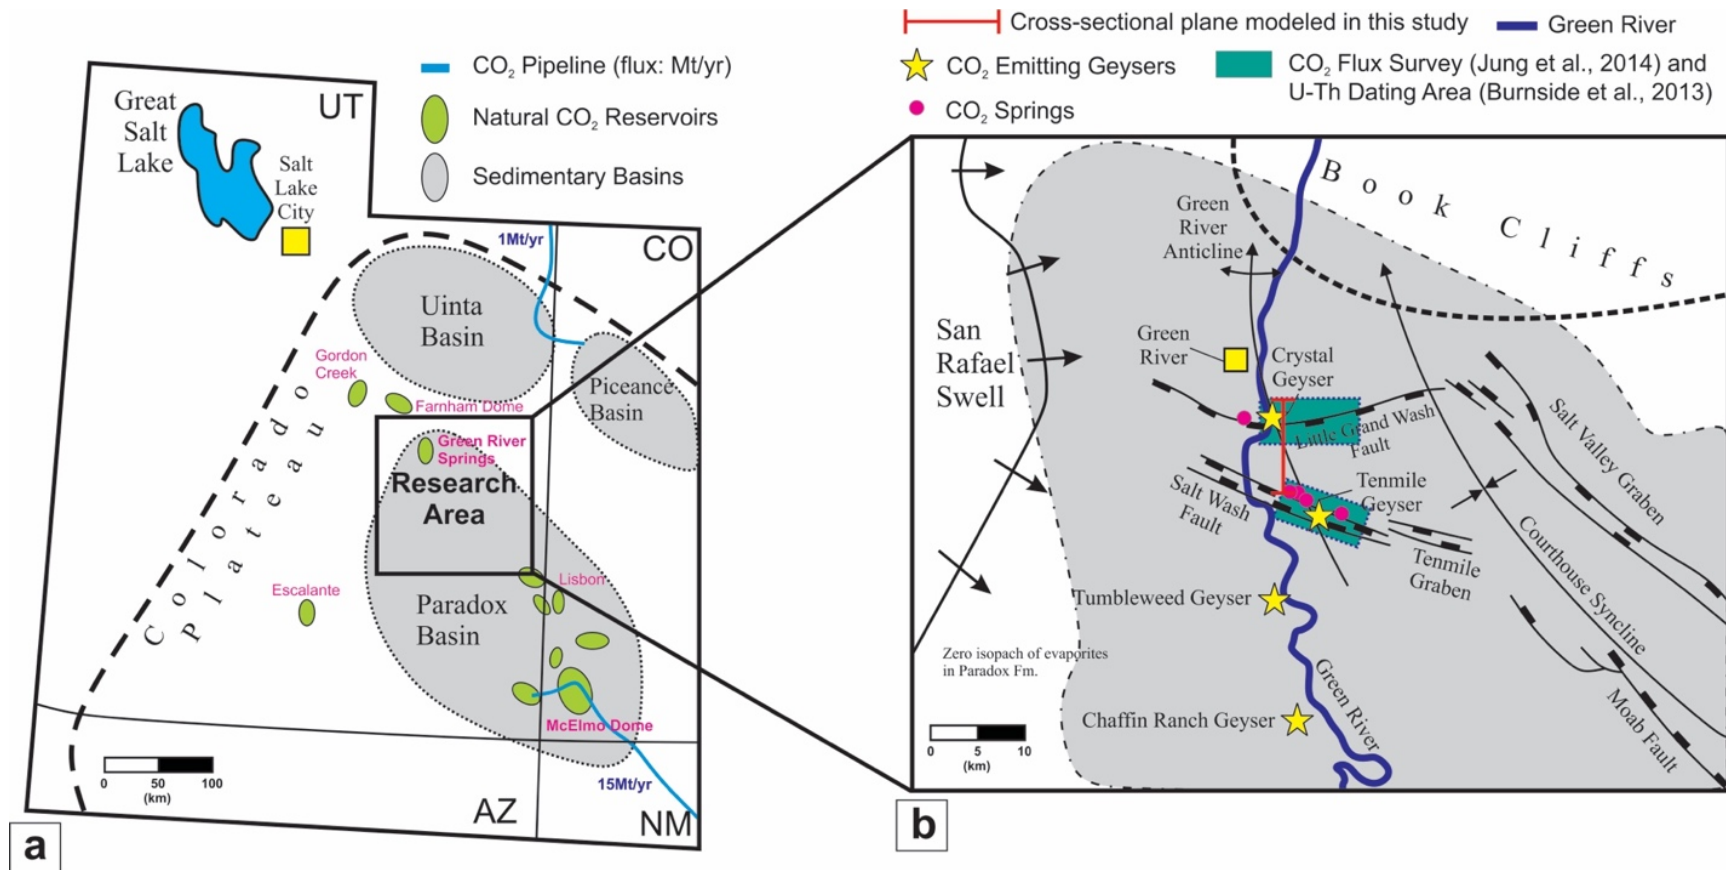 CO2 Pipeline (flux: Mt/yr)
Natural CO2 Reservoirs
Sedimentary Basins
UT
Great
Salt
Lake
Salt
Lake
City
CO
1Mt/yr
Uinta
Basin
Piceance
Basin
Gordon
Creek
Farnham Dome
Green River
Springs
Research
Area
Colorado
Plateau
Escalante
Lisbon
Paradox
Basin
McElmo Dome
15Mt/yr
0 50 100
(km)
AZ
NM
a
Cross-sectional plane modeled in this study
Green River
CO2 Emitting Geysers
CO2 Flux Survey (Jung et al., 2014) and
U-Th Dating Area (Burnside et al., 2013)
CO2 Springs
Book Cliffs
Green
River
Anticline
San
Rafael
Swell
Green
River
Crystal
Geyser
Little Grand Wash
Fault
Salt Valley Graben
Tenmile
Geyser
Salt Wash
Fault
Tenmile
Graben
Courthouse Syncline
Tumbleweed Geyser
Zero isopach of evaporites
in Paradox Fm.
Green River
Chaffin Ranch Geyser
Moab Fault
0 5 10
(km)
b